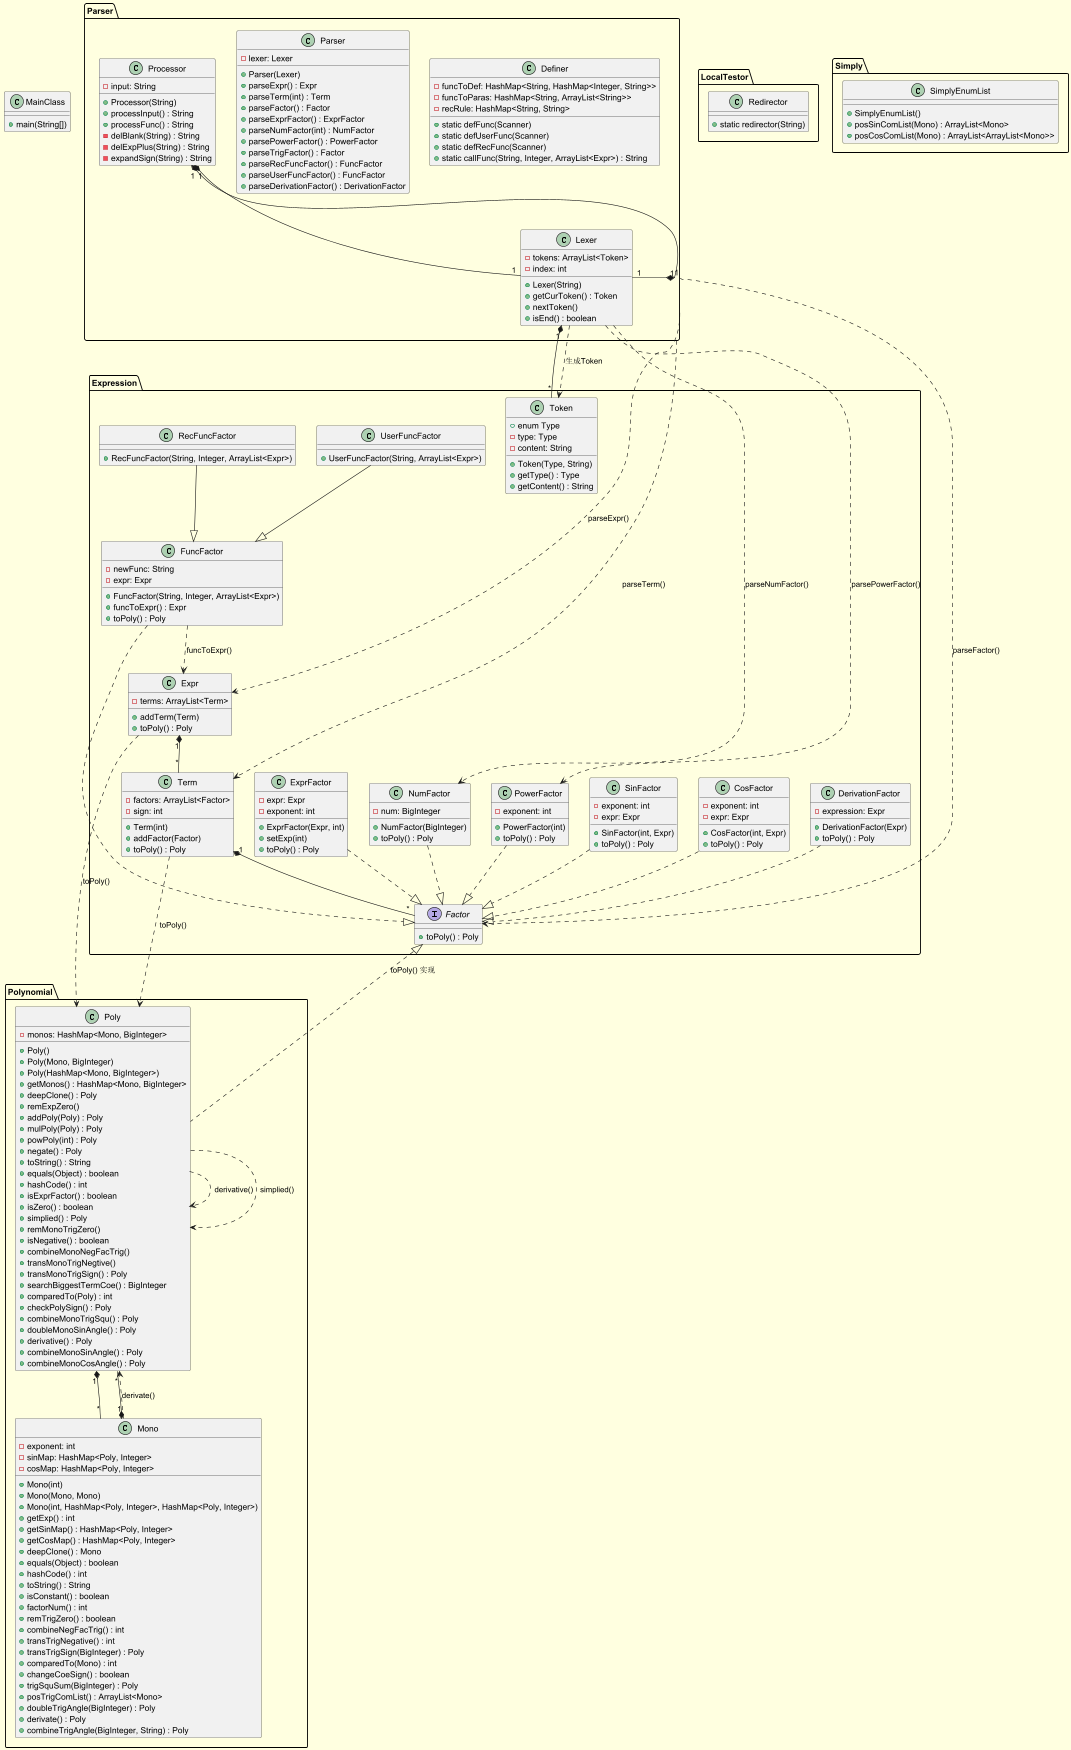 MainClass
main(String[])
Parser
Processor
input: String
Processor(String)
processInput() : String
processFunc() : String
delBlank(String) : String
delExpPlus(String) : String
expandSign(String) : String
Parser
lexer: Lexer
Parser(Lexer)
parseExpr() : Expr
parseTerm(int) : Term
parseFactor() : Factor
parseExprFactor() : ExprFactor
parseNumFactor(int) : NumFactor
parsePowerFactor() : PowerFactor
parseTrigFactor() : Factor
parseRecFuncFactor() : FuncFactor
parseUserFuncFactor() : FuncFactor
parseDerivationFactor() : DerivationFactor
Definer
funcToDef: HashMap<String, HashMap<Integer, String>>
funcToParas: HashMap<String, ArrayList<String>>
recRule: HashMap<String, String>
static defFunc(Scanner)
static defUserFunc(Scanner)
static defRecFunc(Scanner)
static callFunc(String, Integer, ArrayList<Expr>) : String
LocalTestor
Redirector
static redirector(String)
Simply
SimplyEnumList
SimplyEnumList()
posSinComList(Mono) : ArrayList<Mono>
posCosComList(Mono) : ArrayList<ArrayList<Mono>>
1
1
Lexer
tokens: ArrayList<Token>
index: int
Lexer(String)
getCurToken() : Token
nextToken()
isEnd() : boolean
1
1
1
1
1
生成Token
*
Expression
Token
enum Type
type: Type
content: String
Token(Type, String)
getType() : Type
getContent() : String
RecFuncFactor
RecFuncFactor(String, Integer, ArrayList<Expr>)
UserFuncFactor
UserFuncFactor(String, ArrayList<Expr>)
parseExpr()
FuncFactor
newFunc: String
expr: Expr
FuncFactor(String, Integer, ArrayList<Expr>)
funcToExpr() : Expr
toPoly() : Poly
parseTerm()
parseNumFactor()
parsePowerFactor()
funcToExpr()
parseFactor()
Expr
terms: ArrayList<Term>
addTerm(Term)
toPoly() : Poly
1
*
Term
factors: ArrayList<Factor>
sign: int
Term(int)
addFactor(Factor)
toPoly() : Poly
ExprFactor
expr: Expr
exponent: int
ExprFactor(Expr, int)
setExp(int)
toPoly() : Poly
NumFactor
num: BigInteger
NumFactor(BigInteger)
toPoly() : Poly
PowerFactor
exponent: int
PowerFactor(int)
toPoly() : Poly
SinFactor
exponent: int
expr: Expr
SinFactor(int, Expr)
toPoly() : Poly
CosFactor
exponent: int
expr: Expr
CosFactor(int, Expr)
toPoly() : Poly
DerivationFactor
expression: Expr
DerivationFactor(Expr)
toPoly() : Poly
1
*
toPoly()
toPoly()
Factor
toPoly() : Poly
toPoly() 实现
Polynomial
Poly
monos: HashMap<Mono, BigInteger>
Poly()
Poly(Mono, BigInteger)
Poly(HashMap<Mono, BigInteger>)
getMonos() : HashMap<Mono, BigInteger>
deepClone() : Poly
remExpZero()
addPoly(Poly) : Poly
mulPoly(Poly) : Poly
powPoly(int) : Poly
negate() : Poly
toString() : String
equals(Object) : boolean
hashCode() : int
isExprFactor() : boolean
isZero() : boolean
simplied() : Poly
remMonoTrigZero()
isNegative() : boolean
combineMonoNegFacTrig()
transMonoTrigNegtive()
transMonoTrigSign() : Poly
searchBiggestTermCoe() : BigInteger
comparedTo(Poly) : int
checkPolySign() : Poly
combineMonoTrigSqu() : Poly
doubleMonoSinAngle() : Poly
derivative() : Poly
combineMonoSinAngle() : Poly
combineMonoCosAngle() : Poly
derivative()
simplied()
1
*
derivate()
*
1
Mono
exponent: int
sinMap: HashMap<Poly, Integer>
cosMap: HashMap<Poly, Integer>
Mono(int)
Mono(Mono, Mono)
Mono(int, HashMap<Poly, Integer>, HashMap<Poly, Integer>)
getExp() : int
getSinMap() : HashMap<Poly, Integer>
getCosMap() : HashMap<Poly, Integer>
deepClone() : Mono
equals(Object) : boolean
hashCode() : int
toString() : String
isConstant() : boolean
factorNum() : int
remTrigZero() : boolean
combineNegFacTrig() : int
transTrigNegative() : int
transTrigSign(BigInteger) : Poly
comparedTo(Mono) : int
changeCoeSign() : boolean
trigSquSum(BigInteger) : Poly
posTrigComList() : ArrayList<Mono>
doubleTrigAngle(BigInteger) : Poly
derivate() : Poly
combineTrigAngle(BigInteger, String) : Poly